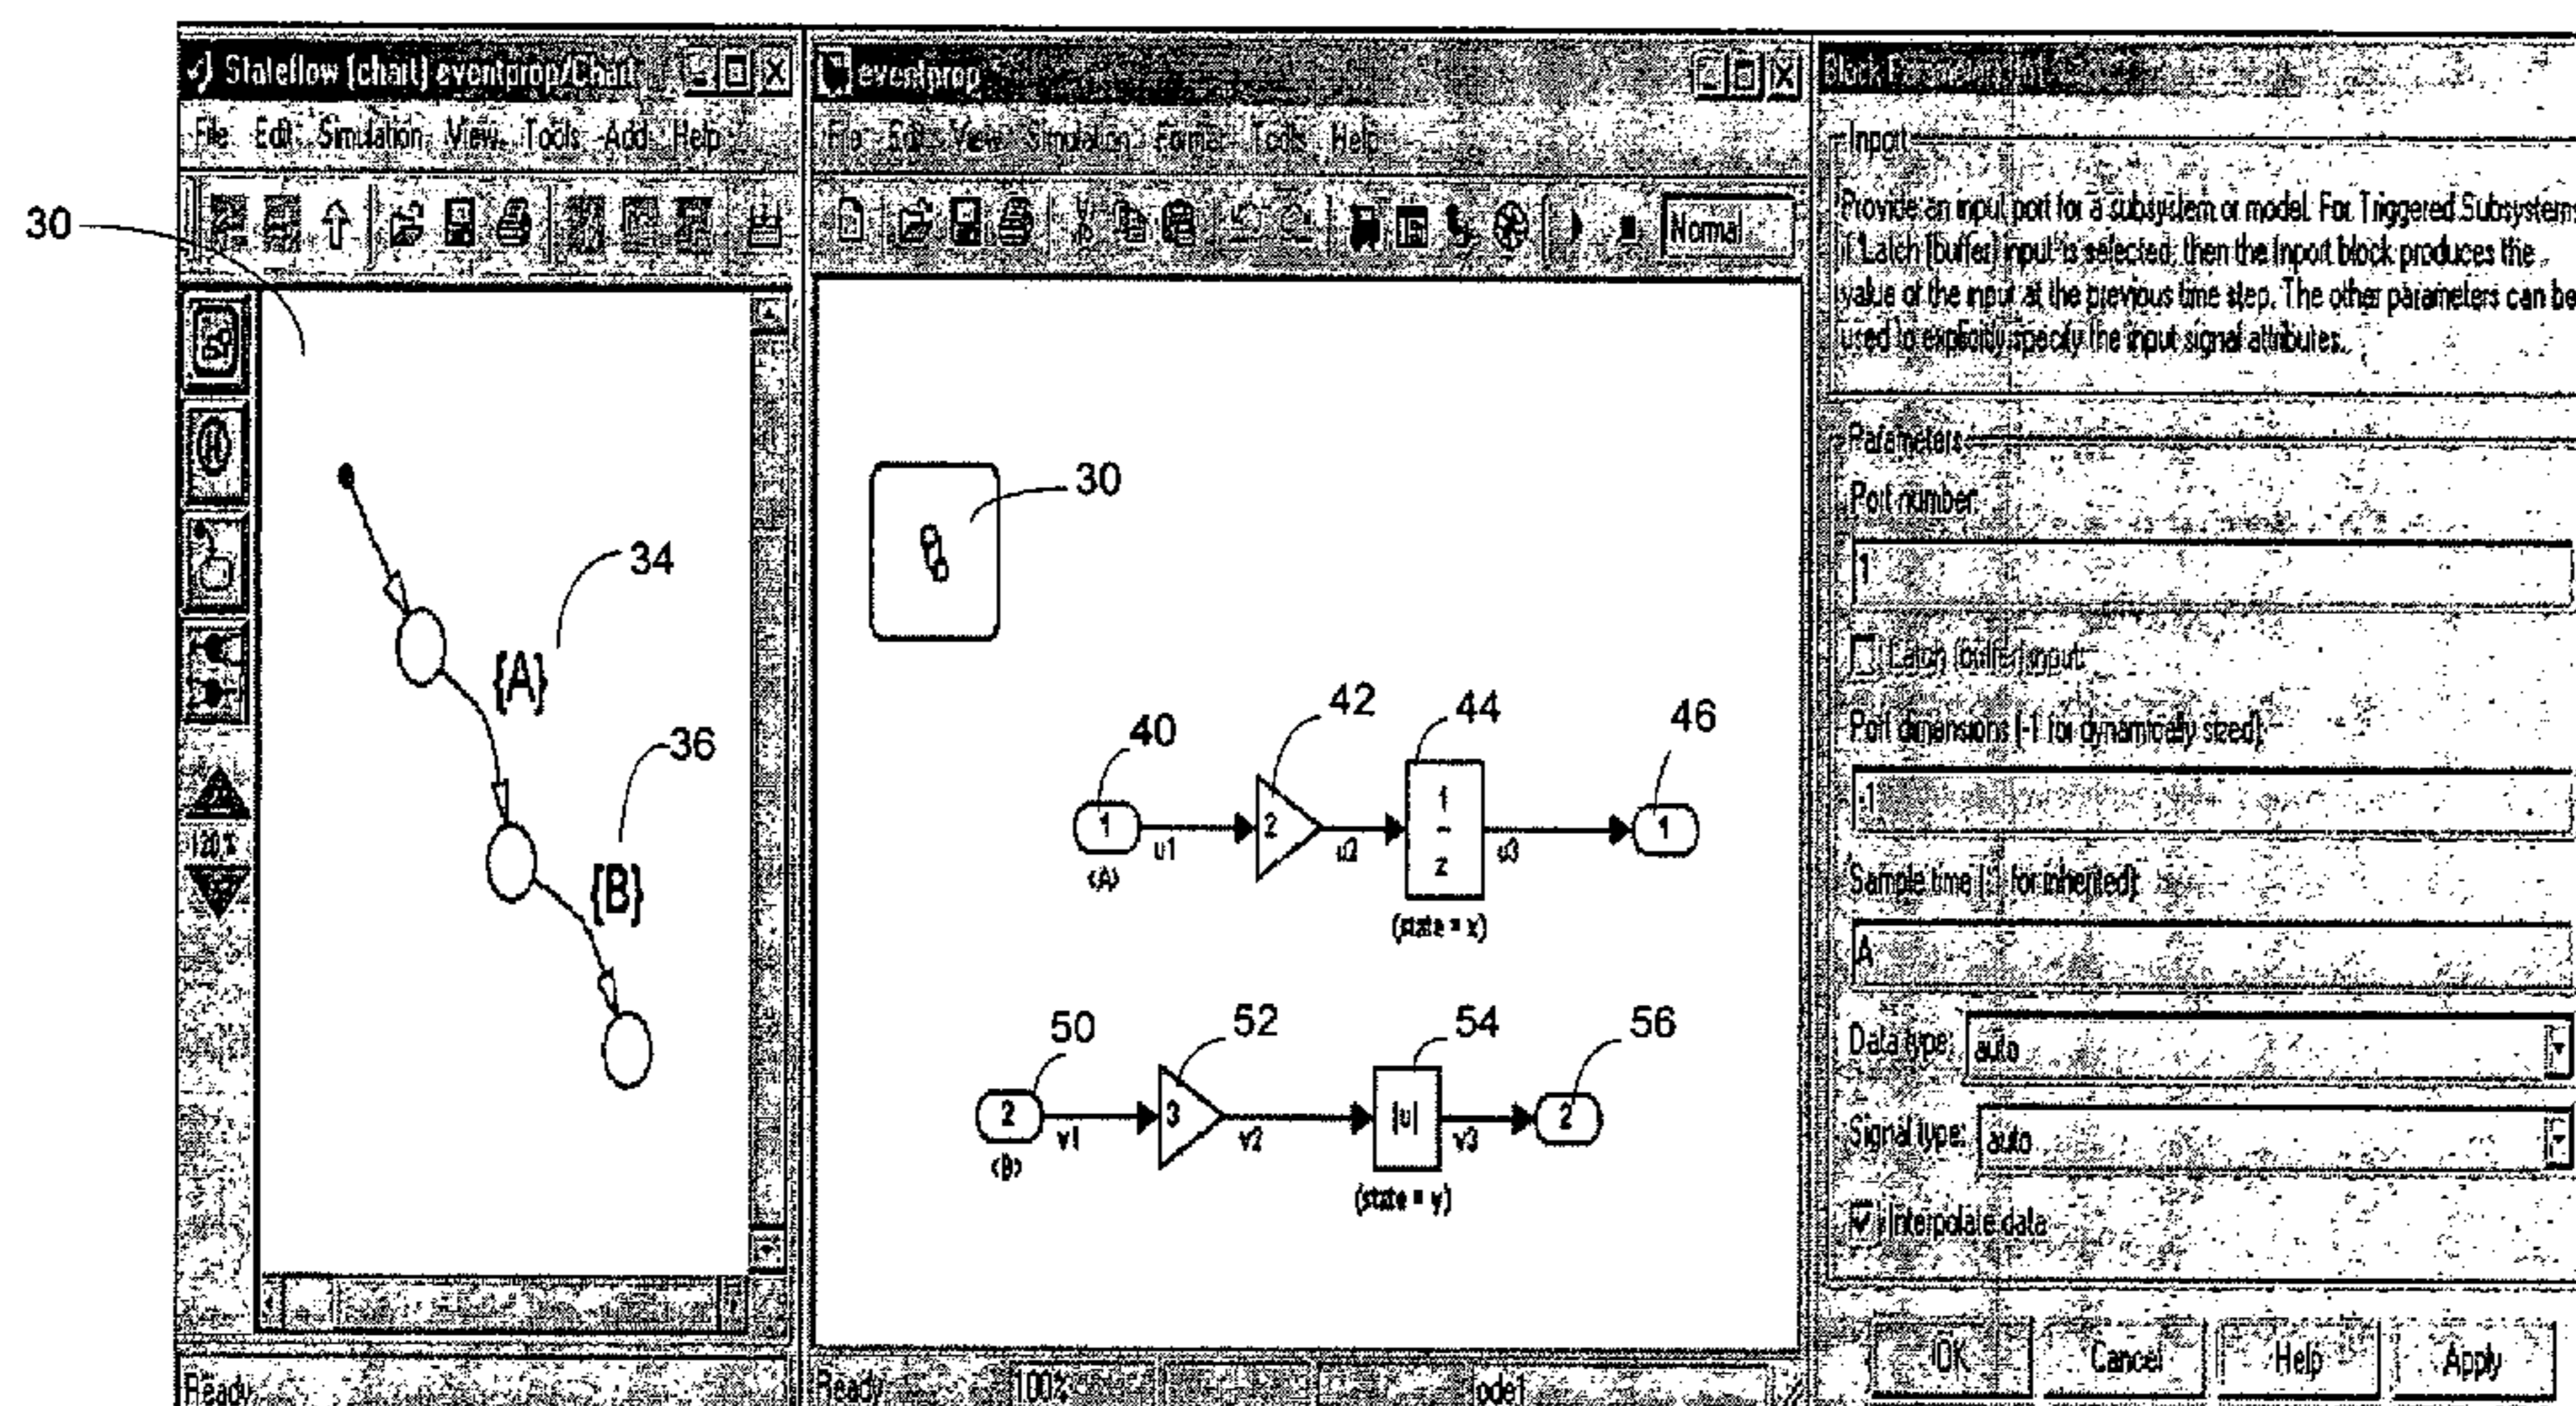 Stateflow (chart) eventprop/Chart
File Edit Simulation View Tools Add Help
30
{A}
34
{B}
36
120%
Ready
eventprop
File Edit View Simulation Format Tools Help
Normal
30
40
42
44
46
1
2
1
z
1
u1
u2
u3
<A>
(state = x)
50
52
54
56
2
3
|u|
2
v1
v2
v3
<B>
(state = y)
Ready
100%
ode1
Block Parameters
Inport
Provide an input port for a subsystem or model. For Triggered Subsystems
if 'Latch (buffer) input' is selected, then the Inport block produces the
value of the input at the previous time step. The other parameters can be
used to explicitly specify the input signal attributes.
Parameters
Port number:
1
Latch (buffer) input
Port dimensions (-1 for dynamically sized):
-1
Sample time (-1 for inherited):
A
Data type: auto
Signal type: auto
Interpolate data
OK Cancel Help Apply